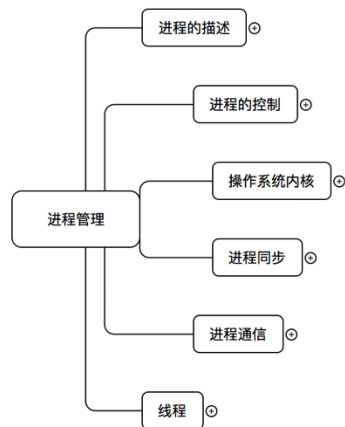 进程的描述
进程的控制
操作系统内核
进程管理
进程同步
进程通信
线程